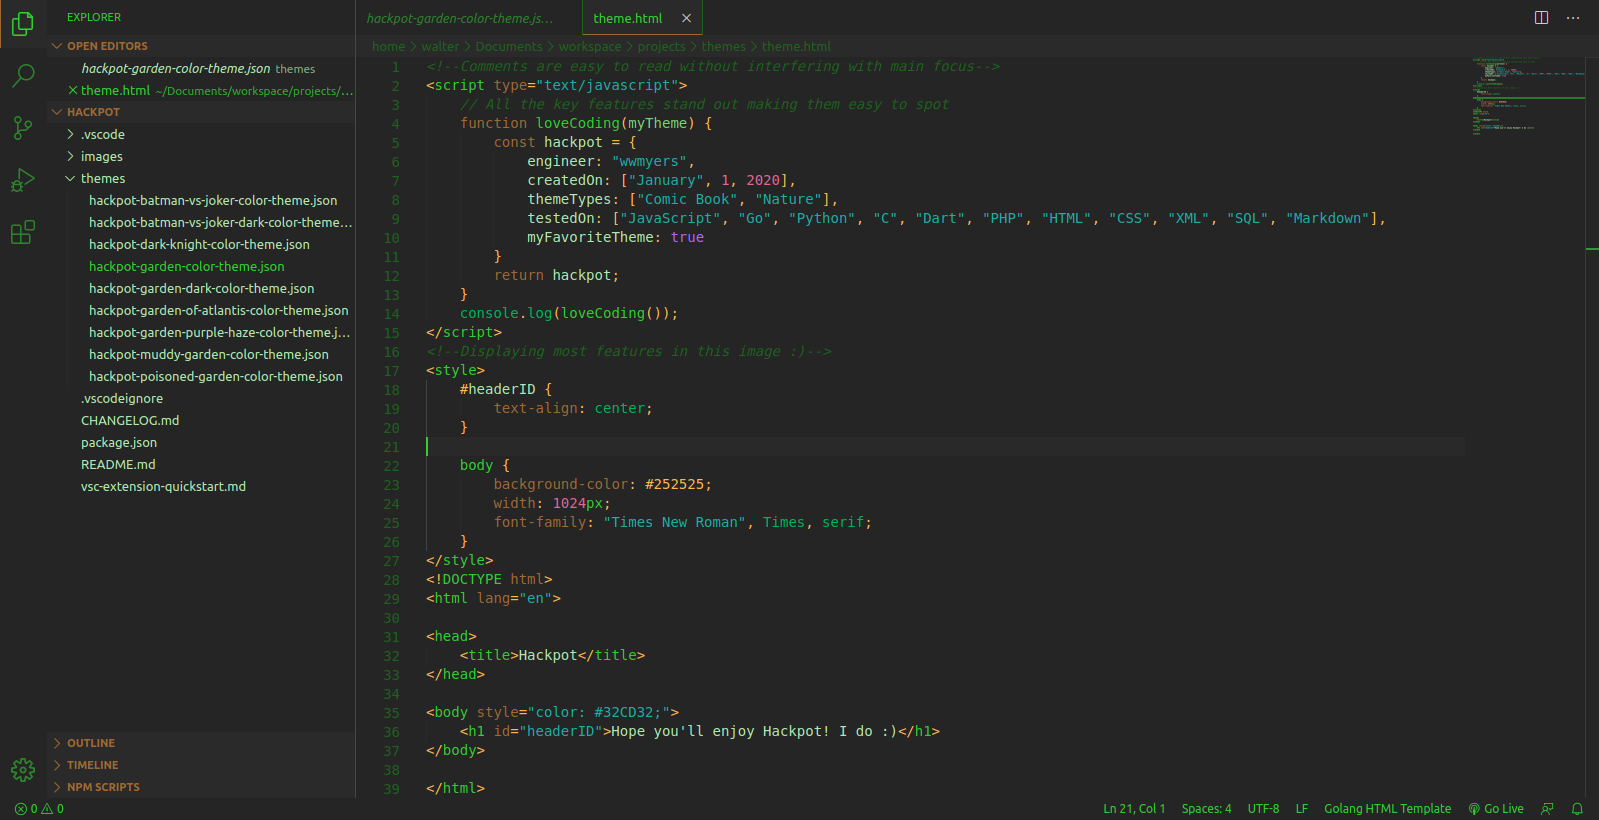 EXPLORER
OPEN EDITORS
hackpot-garden-color-theme.json themes
theme.html ~/Documents/workspace/projects/...
HACKPOT
.vscode
images
themes
hackpot-batman-vs-joker-color-theme.json
hackpot-batman-vs-joker-dark-color-theme...
hackpot-dark-knight-color-theme.json
hackpot-garden-color-theme.json
hackpot-garden-dark-color-theme.json
hackpot-garden-of-atlantis-color-theme.json
hackpot-garden-purple-haze-color-theme.j...
hackpot-muddy-garden-color-theme.json
hackpot-poisoned-garden-color-theme.json
.vscodeignore
CHANGELOG.md
package.json
README.md
vsc-extension-quickstart.md
OUTLINE
TIMELINE
NPM SCRIPTS
hackpot-garden-color-theme.js... theme.html
home > walter > Documents > workspace > projects > themes > theme.html
1 <!--Comments are easy to read without interfering with main focus-->
2 <script type="text/javascript">
3     // All the key features stand out making them easy to spot
4     function loveCoding(myTheme) {
5         const hackpot = {
6             engineer: "wwmyers",
7             createdOn: ["January", 1, 2020],
8             themeTypes: ["Comic Book", "Nature"],
9             testedOn: ["JavaScript", "Go", "Python", "C", "Dart", "PHP", "HTML", "CSS", "XML", "SQL", "Markdown"],
10             myFavoriteTheme: true
11         }
12         return hackpot;
13     }
14     console.log(loveCoding());
15 </script>
16 <!--Displaying most features in this image :)-->
17 <style>
18     #headerID {
19         text-align: center;
20     }
21
22     body {
23         background-color: #252525;
24         width: 1024px;
25         font-family: "Times New Roman", Times, serif;
26     }
27 </style>
28 <!DOCTYPE html>
29 <html lang="en">
30
31 <head>
32     <title>Hackpot</title>
33 </head>
34
35 <body style="color: #32CD32;">
36     <h1 id="headerID">Hope you'll enjoy Hackpot! I do :)</h1>
37 </body>
38
39 </html>
0 0 Ln 21, Col 1 Spaces: 4 UTF-8 LF Golang HTML Template Go Live